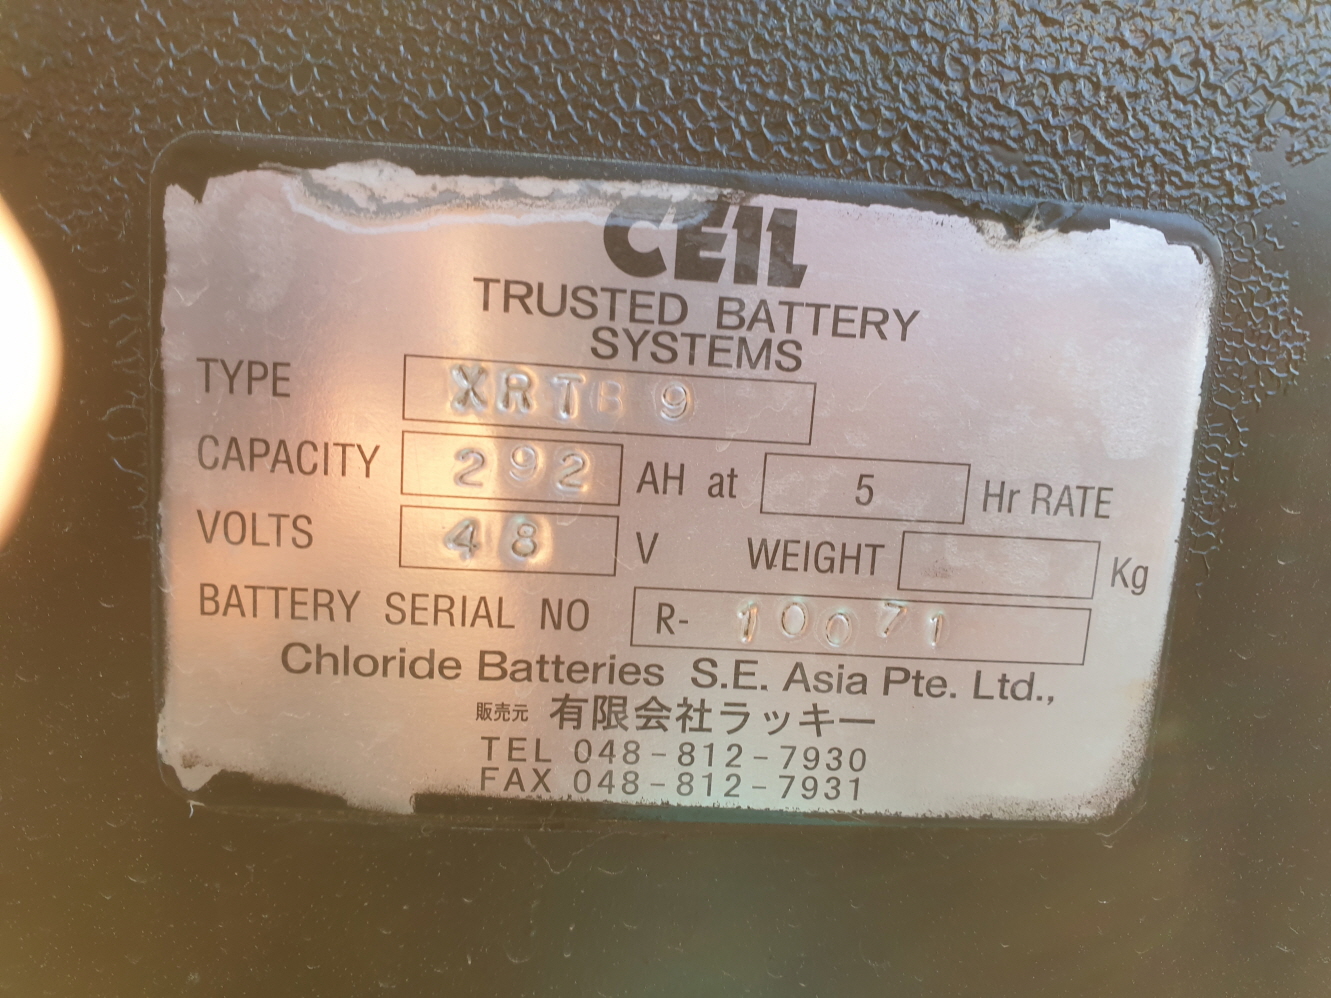 CEIL
TRUSTED BATTERY
SYSTEMS
TYPE XRTB 9
CAPACITY 292 AH at 5 Hr RATE
VOLTS 48 V WEIGHT Kg
BATTERY SERIAL NO R- 10071
Chloride Batteries S.E. Asia Pte. Ltd.,
販売元 有限会社ラッキー
TEL 048-812-7930
FAX 048-812-7931